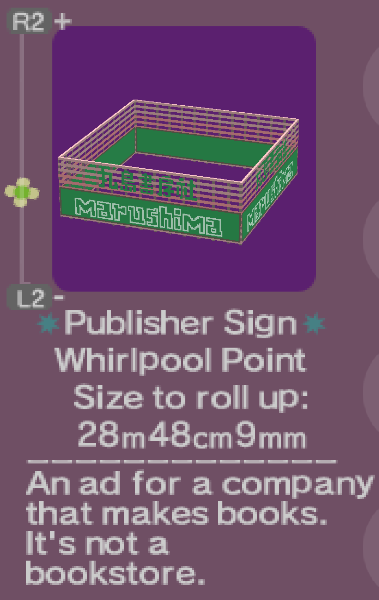 R2 +
marushima
marushima
L2 -
Publisher Sign
Whirlpool Point
Size to roll up:
28m48cm9mm
An ad for a company
that makes books.
It's not a
bookstore.